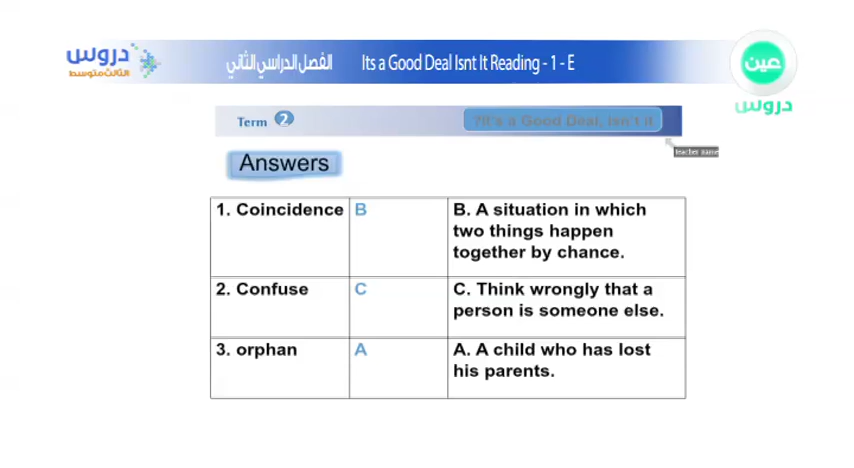 دروس
الثالث متوسط
الفصل الدراسي الثاني
Its a Good Deal Isnt It Reading - 1 - E
عين
دروس
Term 2
?It's a Good Deal, isn't it
teacher name
Answers
1. Coincidence B B. A situation in which
two things happen
together by chance.
2. Confuse C C. Think wrongly that a
person is someone else.
3. orphan A A. A child who has lost
his parents.